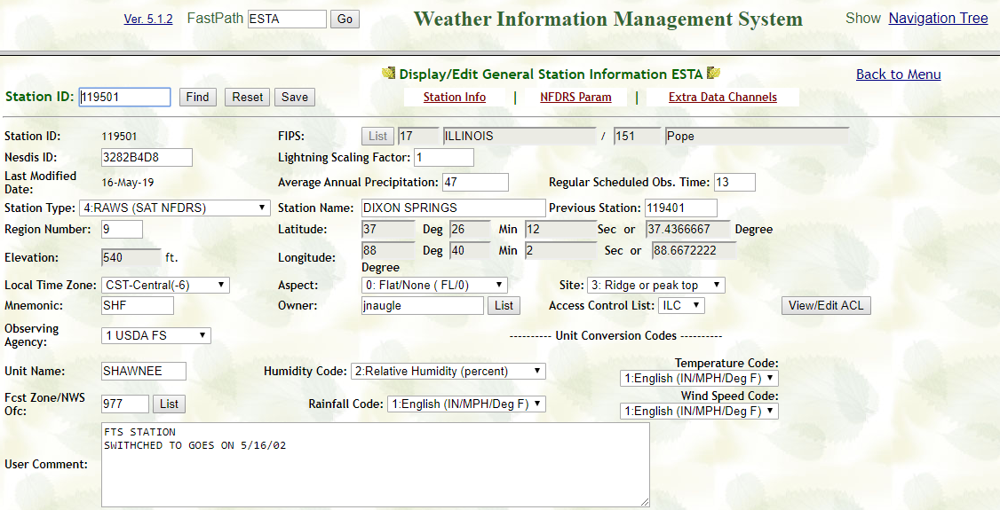 Ver. 5.1.2 FastPath ESTA Go Weather Information Management System Show Navigation Tree
Display/Edit General Station Information ESTA Back to Menu
Station ID: 119501 Find Reset Save Station Info | NFDRS Param | Extra Data Channels
Station ID: 119501 FIPS: List 17 ILLINOIS / 151 Pope
Nesdis ID: 3282B4D8 Lightning Scaling Factor: 1
Last Modified
Date: 16-May-19 Average Annual Precipitation: 47 Regular Scheduled Obs. Time: 13
Station Type: 4:RAWS (SAT NFDRS) Station Name: DIXON SPRINGS Previous Station: 119401
Region Number: 9 Latitude: 37 Deg 26 Min 12 Sec or 37.4366667 Degree
Elevation: 540 ft. Longitude: 88 Deg 40 Min 2 Sec or 88.6672222
Degree
Local Time Zone: CST-Central(-6) Aspect: 0: Flat/None ( FL/0) Site: 3: Ridge or peak top
Mnemonic: SHF Owner: jnaugle List Access Control List: ILC View/Edit ACL
Observing
Agency: 1 USDA FS ---------- Unit Conversion Codes ----------
Unit Name: SHAWNEE Humidity Code: 2:Relative Humidity (percent) Temperature Code:
1:English (IN/MPH/Deg F)
Fcst Zone/NWS
Ofc: 977 List Rainfall Code: 1:English (IN/MPH/Deg F) Wind Speed Code:
1:English (IN/MPH/Deg F)
User Comment: FTS STATION
SWITHCHED TO GOES ON 5/16/02